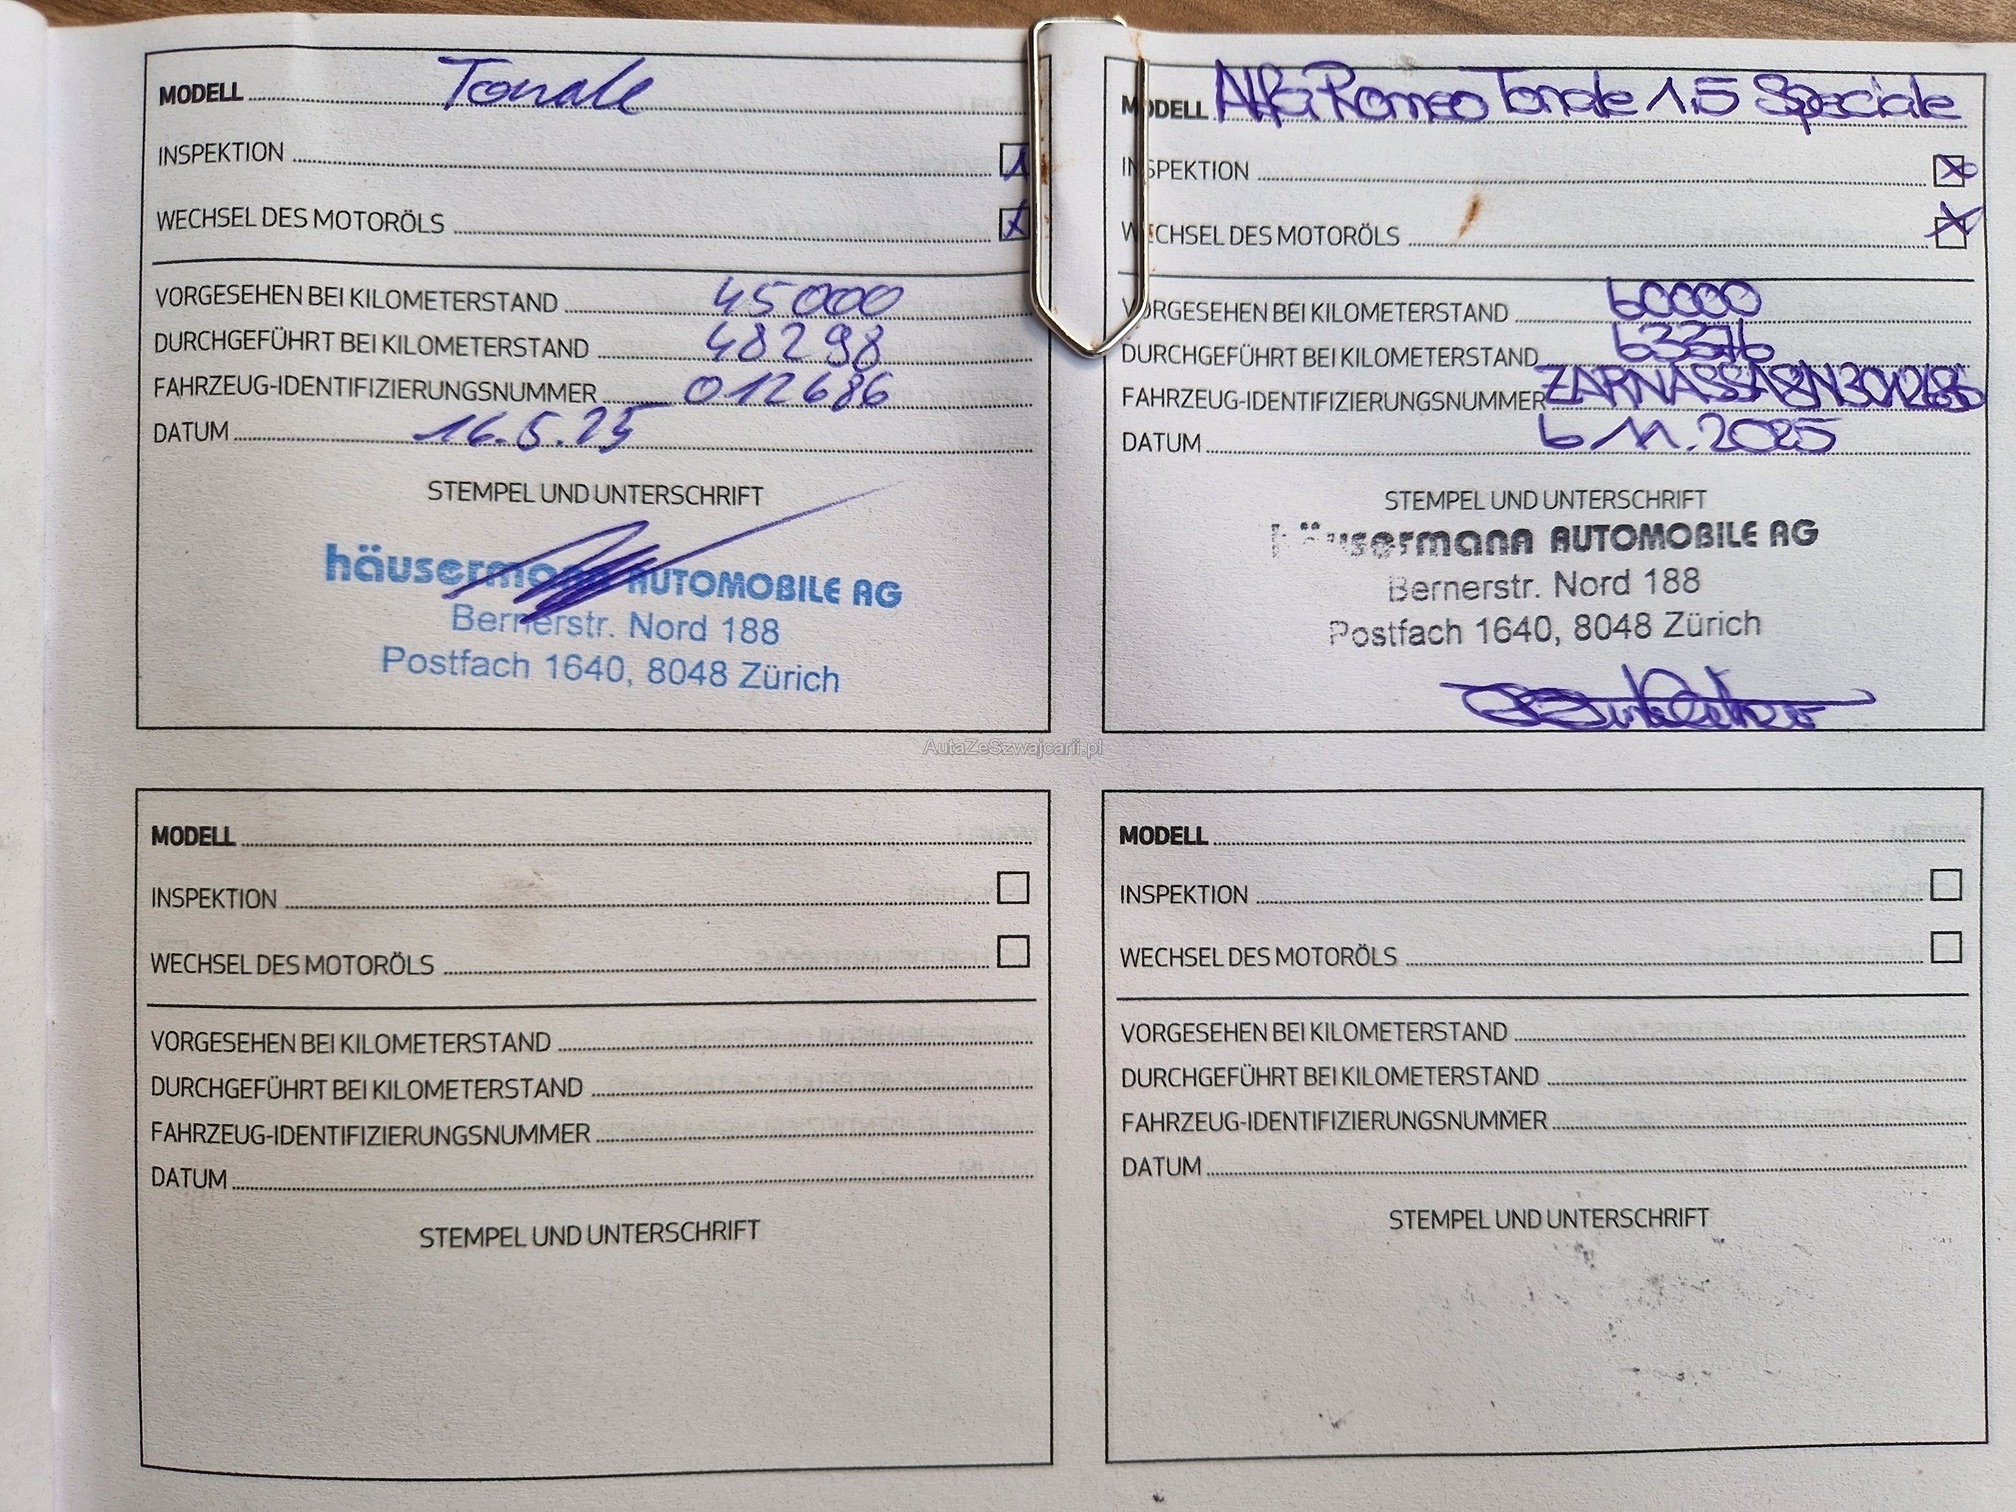 MODELL Tonale
INSPEKTION
WECHSEL DES MOTORÖLS
VORGESEHEN BEI KILOMETERSTAND 45000
DURCHGEFÜHRT BEI KILOMETERSTAND 48298
FAHRZEUG-IDENTIFIZIERUNGSNUMMER 012686
DATUM 16.5.25
STEMPEL UND UNTERSCHRIFT
häusermann AUTOMOBILE AG
Bernerstr. Nord 188
Postfach 1640, 8048 Zürich
MODELL Alfa Romeo Tonale 1.5 Speciale
INSPEKTION
WECHSEL DES MOTORÖLS
VORGESEHEN BEI KILOMETERSTAND 60000
DURCHGEFÜHRT BEI KILOMETERSTAND 63376
FAHRZEUG-IDENTIFIZIERUNGSNUMMER
DATUM 6 11.2025
STEMPEL UND UNTERSCHRIFT
häusermann AUTOMOBILE AG
Bernerstr. Nord 188
Postfach 1640, 8048 Zürich
AutaZeSzwajcarii.pl
MODELL
INSPEKTION
WECHSEL DES MOTORÖLS
VORGESEHEN BEI KILOMETERSTAND
DURCHGEFÜHRT BEI KILOMETERSTAND
FAHRZEUG-IDENTIFIZIERUNGSNUMMER
DATUM
STEMPEL UND UNTERSCHRIFT
MODELL
INSPEKTION
WECHSEL DES MOTORÖLS
VORGESEHEN BEI KILOMETERSTAND
DURCHGEFÜHRT BEI KILOMETERSTAND
FAHRZEUG-IDENTIFIZIERUNGSNUMMER
DATUM
STEMPEL UND UNTERSCHRIFT